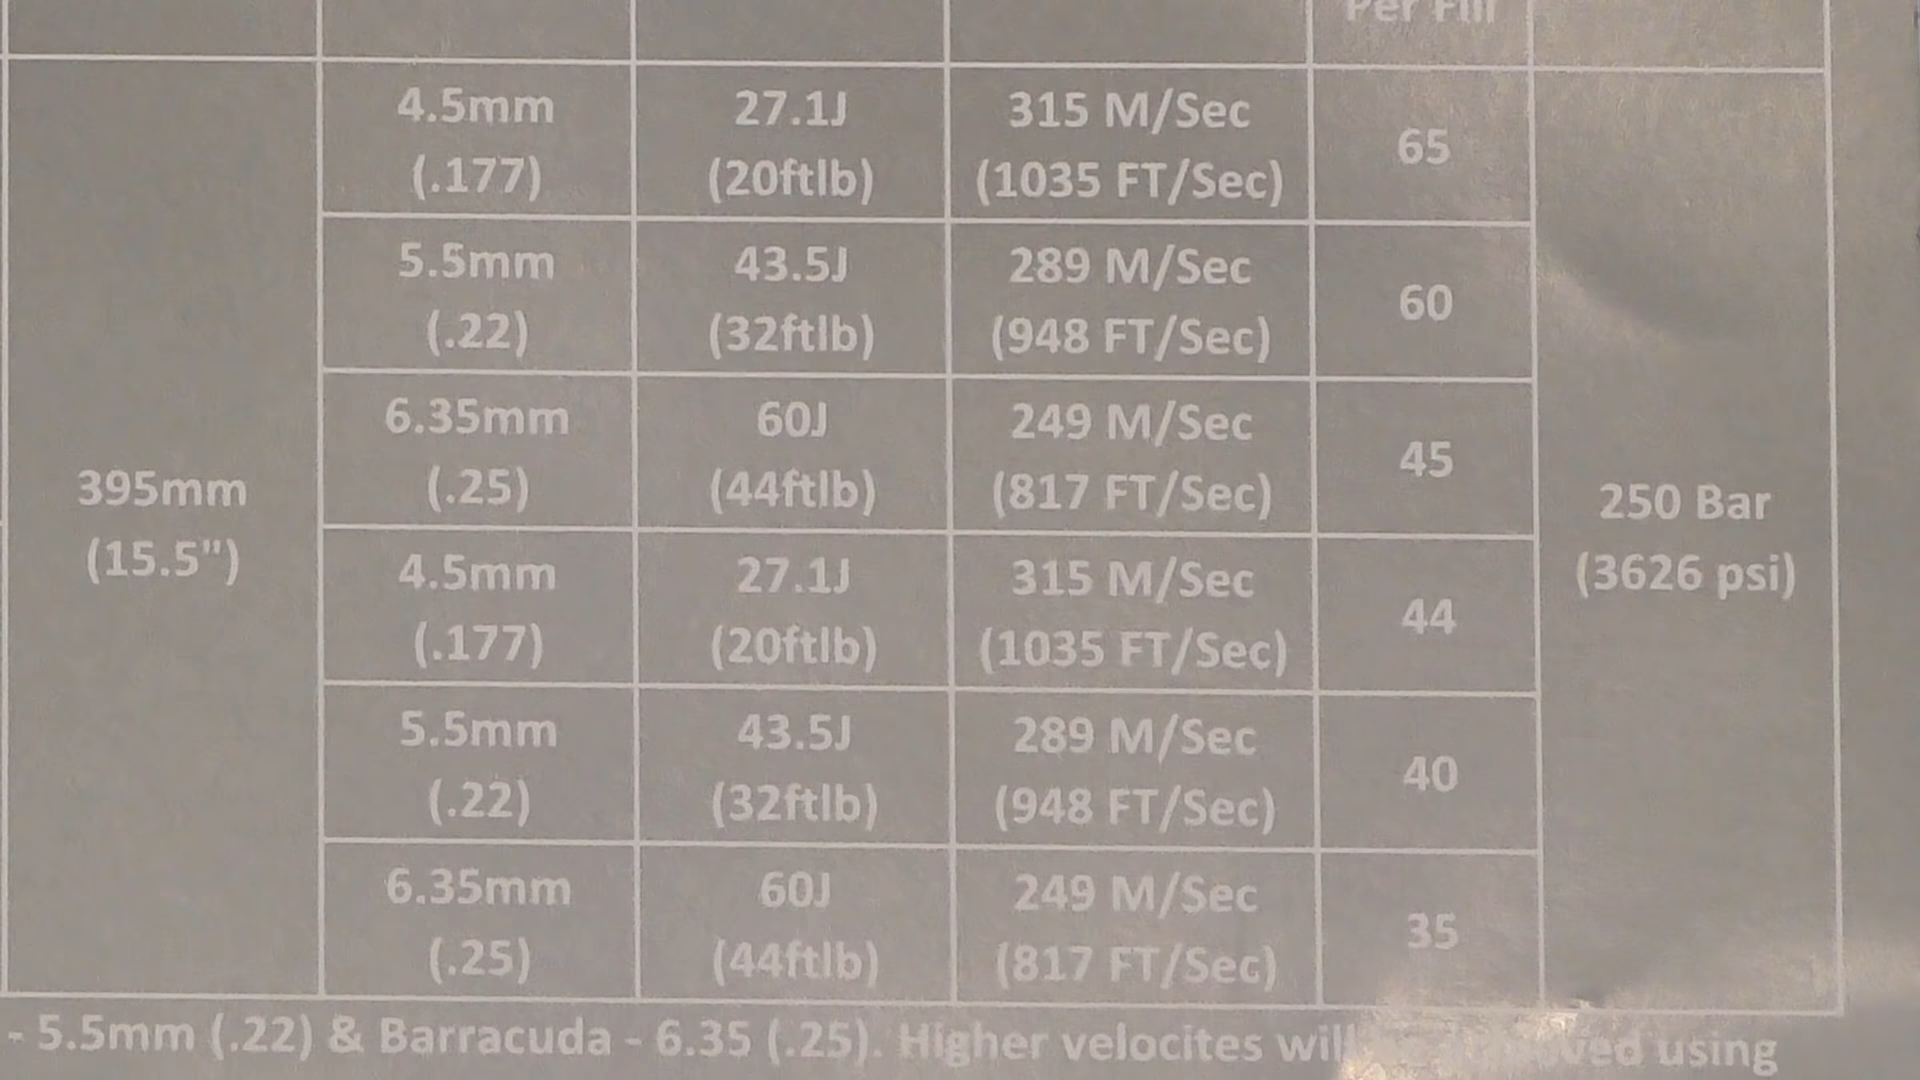 Per Fill
4.5mm
(.177)
27.1J
(20ftlb)
315 M/Sec
(1035 FT/Sec)
65
5.5mm
(.22)
43.5J
(32ftlb)
289 M/Sec
(948 FT/Sec)
60
6.35mm
(.25)
60J
(44ftlb)
249 M/Sec
(817 FT/Sec)
45
395mm
(15.5")
250 Bar
(3626 psi)
4.5mm
(.177)
27.1J
(20ftlb)
315 M/Sec
(1035 FT/Sec)
44
5.5mm
(.22)
43.5J
(32ftlb)
289 M/Sec
(948 FT/Sec)
40
6.35mm
(.25)
60J
(44ftlb)
249 M/Sec
(817 FT/Sec)
35
- 5.5mm (.22) & Barracuda - 6.35 (.25). Higher velocites will using